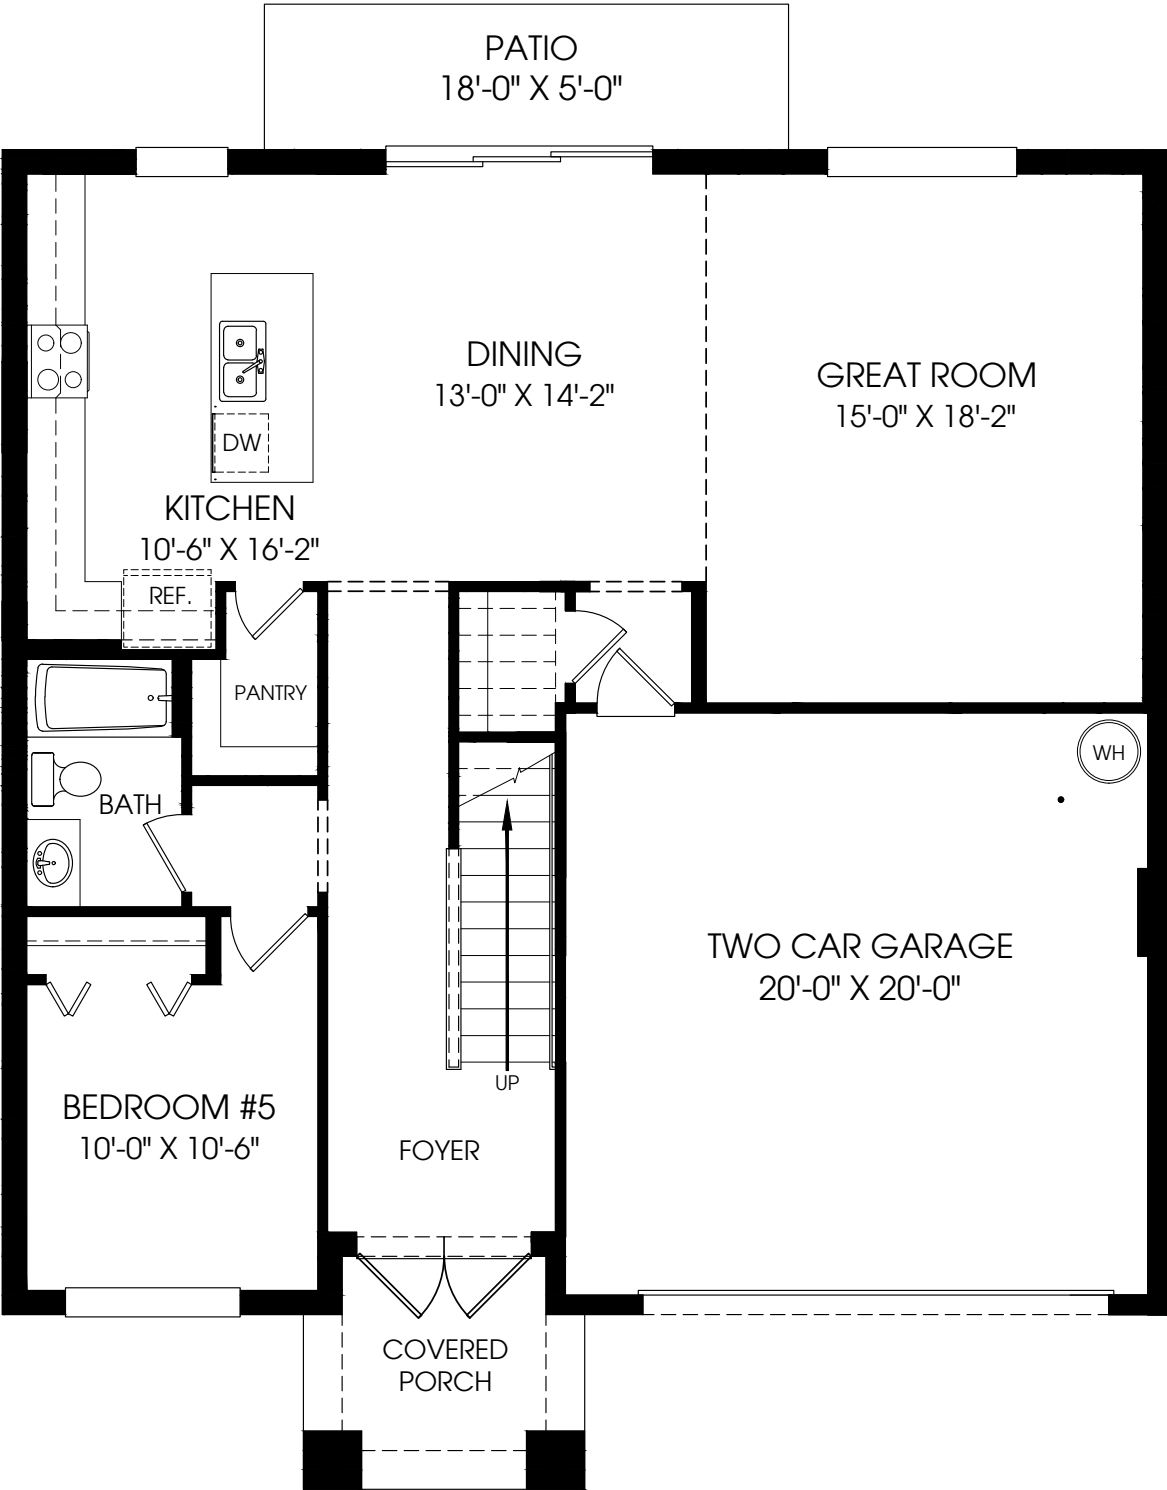 PATIO
18'-0" X 5'-0"
DINING
13'-0" X 14'-2"
GREAT ROOM
15'-0" X 18'-2"
DW
KITCHEN
10'-6" X 16'-2"
REF.
PANTRY
WH
BATH
TWO CAR GARAGE
20'-0" X 20'-0"
UP
BEDROOM #5
10'-0" X 10'-6"
FOYER
COVERED
PORCH